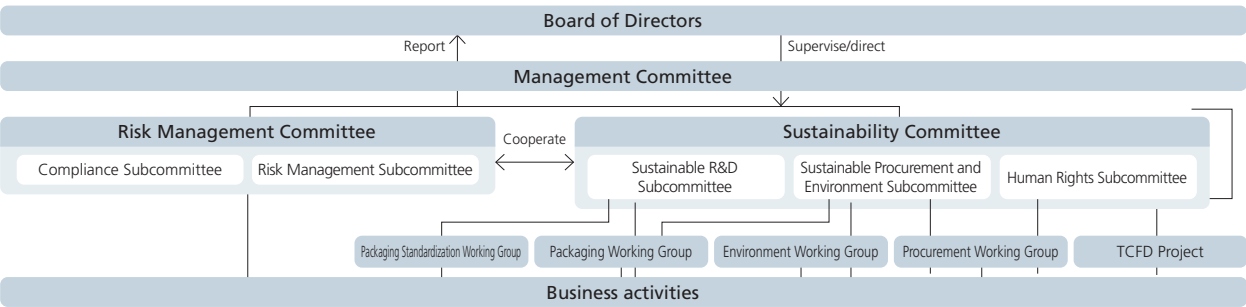 Board of Directors
Report
Supervise/direct
Management Committee
Risk Management Committee
Cooperate
Sustainability Committee
Compliance Subcommittee
Risk Management Subcommittee
Sustainable R&D
Subcommittee
Sustainable Procurement and
Environment Subcommittee
Human Rights Subcommittee
Packaging Standardization Working Group
Packaging Working Group
Environment Working Group
Procurement Working Group
TCFD Project
Business activities